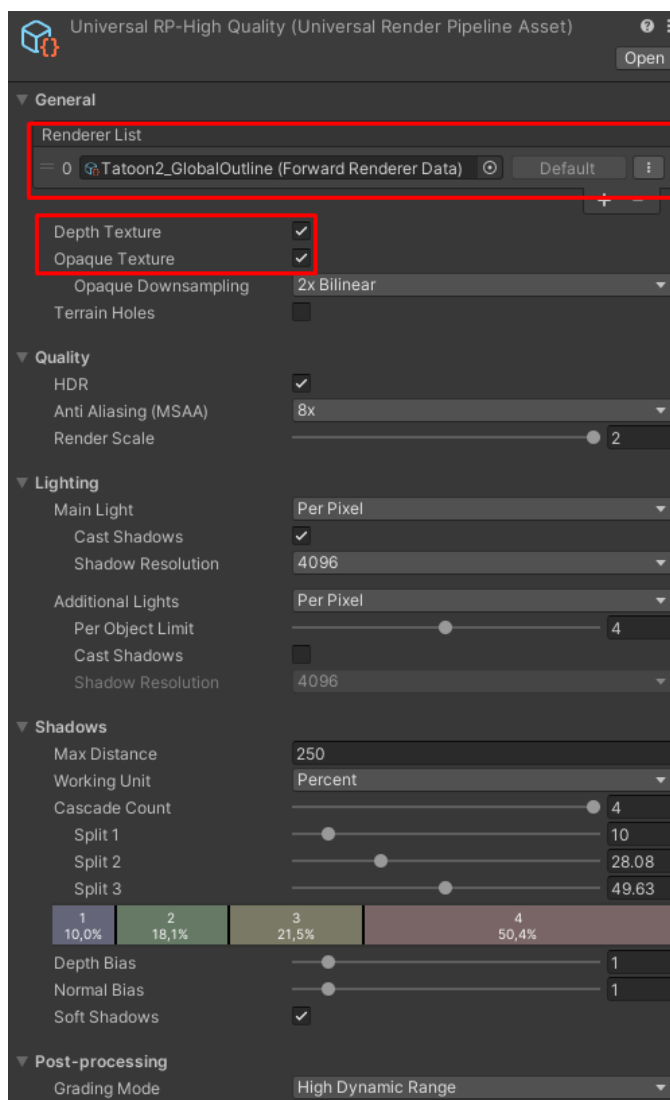 Universal RP-High Quality (Universal Render Pipeline Asset)
Open
General
Renderer List
0 Tatoon2_GlobalOutline (Forward Renderer Data) Default
Depth Texture
Opaque Texture
Opaque Downsampling 2x Bilinear
Terrain Holes
Quality
HDR
Anti Aliasing (MSAA) 8x
Render Scale 2
Lighting
Main Light Per Pixel
Cast Shadows
Shadow Resolution 4096
Additional Lights Per Pixel
Per Object Limit 4
Cast Shadows
Shadow Resolution 4096
Shadows
Max Distance 250
Working Unit Percent
Cascade Count 4
Split 1 10
Split 2 28.08
Split 3 49.63
1 2 3 4
10,0% 18,1% 21,5% 50,4%
Depth Bias 1
Normal Bias 1
Soft Shadows
Post-processing
Grading Mode High Dynamic Range